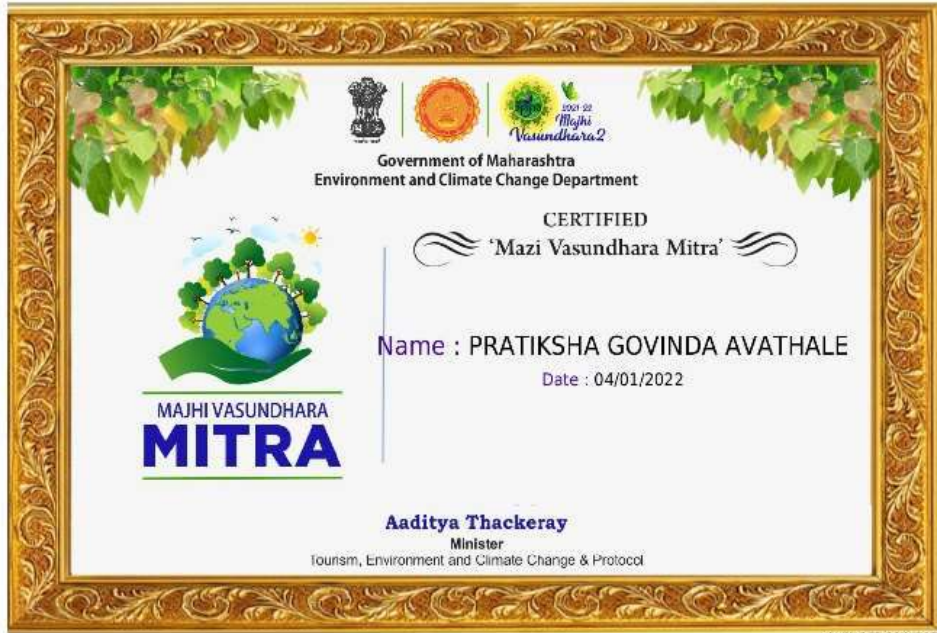 2021-22
Majhi
Vasundhara2
Government of Maharashtra
Environment and Climate Change Department
CERTIFIED
'Mazi Vasundhara Mitra'
Name : PRATIKSHA GOVINDA AVATHALE
Date : 04/01/2022
MAJHI VASUNDHARA
MITRA
Aaditya Thackeray
Minister
Tourism, Environment and Climate Change & Protocol